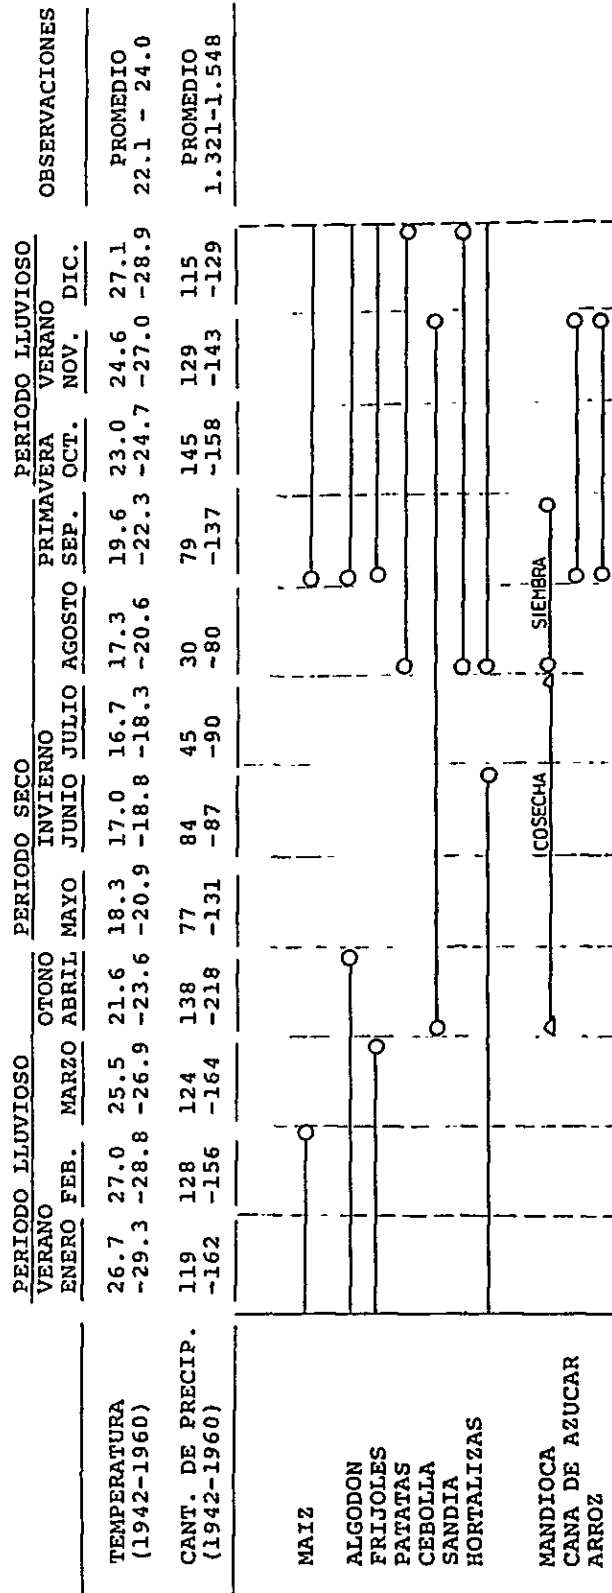 PERIODO LLUVIOSO PERIODO SECO PERIODO LLUVIOSO
VERANO OTONO INVIERNO PRIMAVERA VERANO
ENERO FEB. MARZO ABRIL MAYO JUNIO JULIO AGOSTO SEP. OCT. NOV. DIC. OBSERVACIONES
TEMPERATURA 26.7 27.0 25.5 21.6 18.3 17.0 16.7 17.3 19.6 23.0 24.6 27.1 PROMEDIO
(1942-1960) -29.3 -28.8 -26.9 -23.6 -20.9 -18.8 -18.3 -20.6 -22.3 -24.7 -27.0 -28.9 22.1 - 24.0
CANT. DE PRECIP. 119 128 124 138 77 84 45 30 79 145 129 115 PROMEDIO
(1942-1960) -162 -156 -164 -218 -131 -87 -90 -80 -137 -158 -143 -129 1.321-1.548
MAIZ
ALGODON
FRIJOLES
PATATAS
CEBOLLA
SANDIA
HORTALIZAS
COSECHA SIEMBRA
MANDIOCA
CANA DE AZUCAR
ARROZ